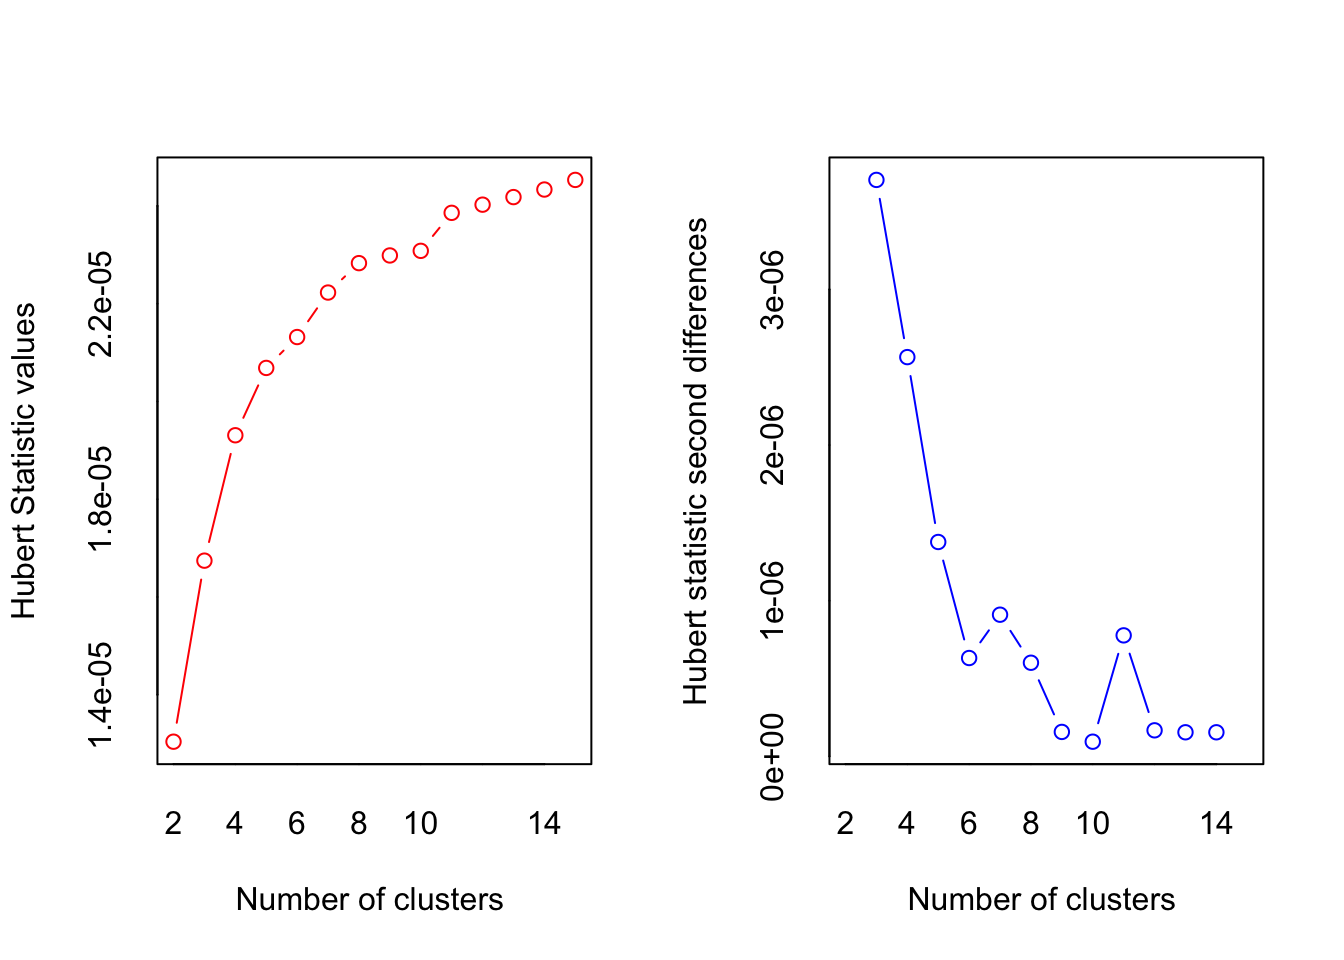 Hubert Statistic values
1.4e-05 1.8e-05 2.2e-05
2 4 6 8 10 14
Number of clusters
Hubert statistic second differences
0e+00 1e-06 2e-06 3e-06
2 4 6 8 10 14
Number of clusters